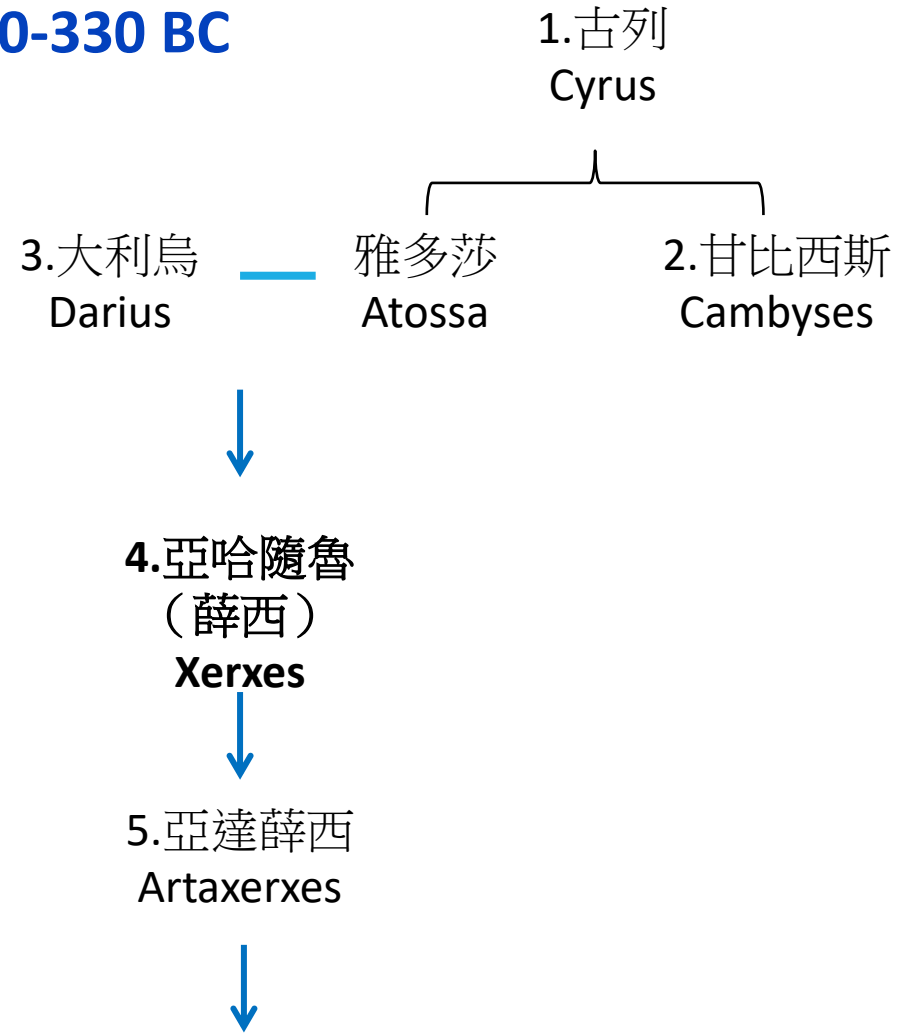 0-330 BC
1.古列
Cyrus
3.大利烏
Darius
雅多莎
Atossa
2.甘比西斯
Cambyses
4.亞哈隨魯
（薛西）
Xerxes
5.亞達薛西
Artaxerxes